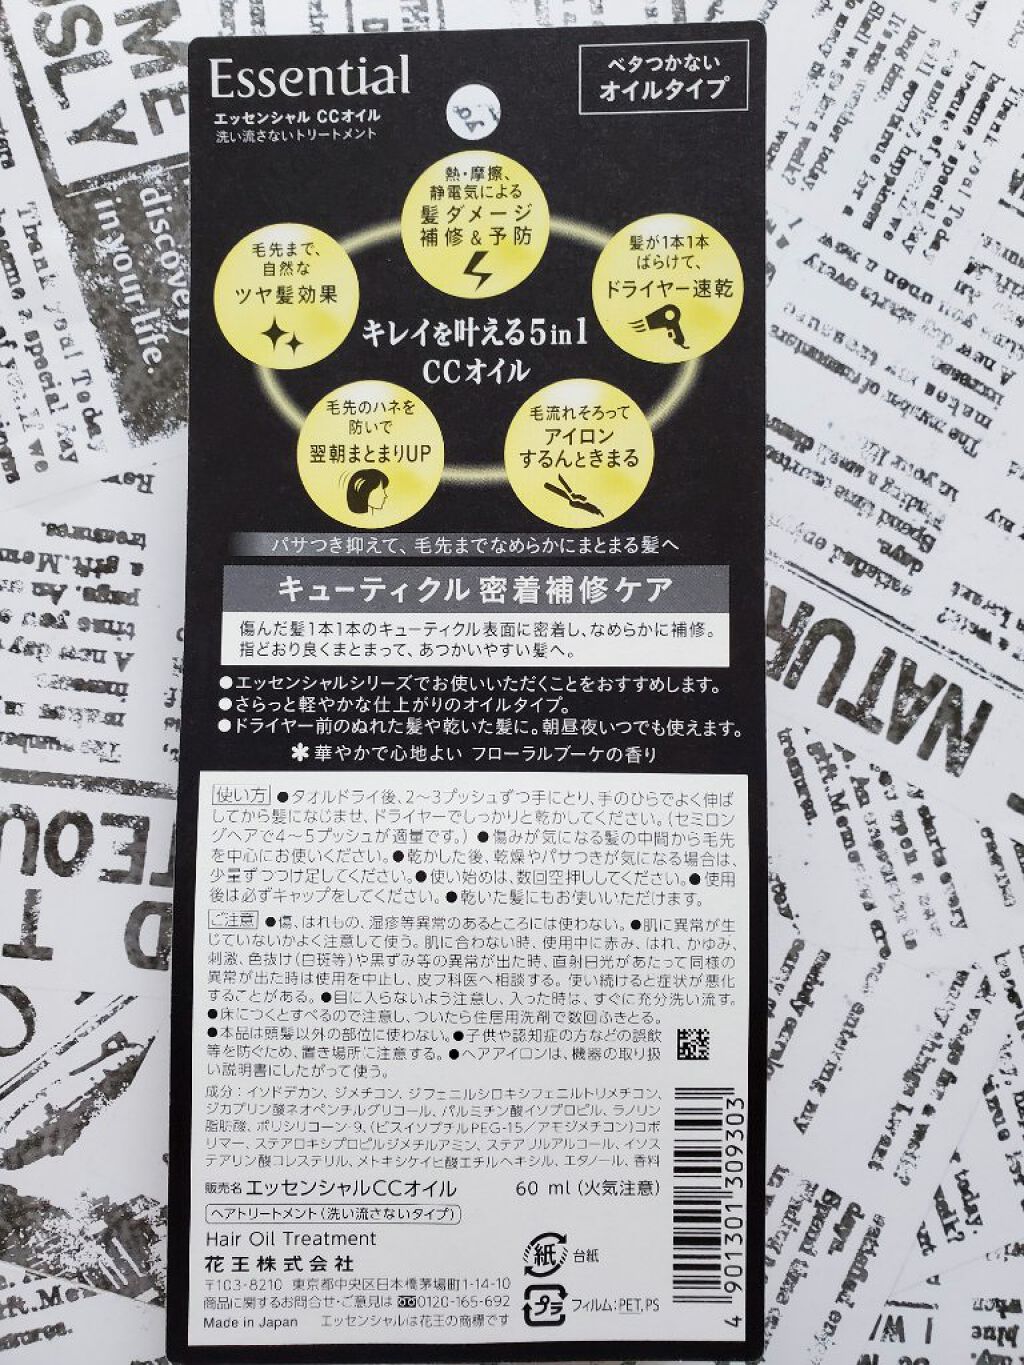 Essential
エッセンシャル CCオイル
洗い流さないトリートメント
ベタつかない
オイルタイプ
熱・摩擦、
静電気による
髪ダメージ
補修&予防
毛先まで、
自然な
ツヤ髪効果
髪が1本1本
ばらけて、
ドライヤー速乾
キレイを叶える5in1
CCオイル
毛先のハネを
防いで
翌朝まとまりUP
毛流れそろって
アイロン
するんときまる
パサつき抑えて、毛先までなめらかにまとまる髪へ
キューティクル 密着補修ケア
傷んだ髪1本1本のキューティクル表面に密着し、なめらかに補修。
指どおり良くまとまって、あつかいやすい髪へ。
●エッセンシャルシリーズでお使いいただくことをおすすめします。
●さらっと軽やかな仕上がりのオイルタイプ。
●ドライヤー前のぬれた髪や乾いた髪に。朝昼夜いつでも使えます。
✻華やかで心地よい フローラルブーケの香り
使い方 ●タオルドライ後、2〜3プッシュずつ手にとり、手のひらでよく伸ば
してから髪になじませ、ドライヤーでしっかりと乾かしてください。(セミロン
グヘアで4〜5プッシュが適量です。) ●傷みが気になる髪の中間から毛先
を中心にお使いください。●乾かした後、乾燥やパサつきが気になる場合は、
少量ずつつけ足してください。●使い始めは、数回空押ししてください。●使用
後は必ずキャップをしてください。●乾いた髪にもお使いいただけます。
ご注意 ●傷、はれもの、湿疹等異常のあるところには使わない。●肌に異常が生
じていないかよく注意して使う。肌に合わない時、使用中に赤み、はれ、かゆみ、
刺激、色抜け(白斑等)や黒ずみ等の異常が出た時、直射日光があたって同様の
異常が出た時は使用を中止し、皮フ科医へ相談する。使い続けると症状が悪化
することがある。●目に入らないよう注意し、入った時は、すぐに充分洗い流す。
●床につくとすべるので注意し、ついたら住居用洗剤で数回ふきとる。
●本品は頭髪以外の部位に使わない。●子供や認知症の方などの誤飲
等を防ぐため、置き場所に注意する。●ヘアアイロンは、機器の取り扱
い説明書にしたがって使う。
成分：イソドデカン、ジメチコン、ジフェニルシロキシフェニルトリメチコン、
ジカプリン酸ネオペンチルグリコール、パルミチン酸イソプロピル、ラノリン
脂肪酸、ポリシリコーン-9、(ビスイソブチルPEG-15/アモジメチコン)コポ
リマー、ステアロキシプロピルジメチルアミン、ステアリルアルコール、イソス
テアリン酸コレステリル、メトキシケイヒ酸エチルヘキシル、エタノール、香料
販売名 エッセンシャルCCオイル 60 ml (火気注意)
ヘアトリートメント(洗い流さないタイプ)
Hair Oil Treatment
花王株式会社
〒103-8210 東京都中央区日本橋茅場町1-14-10
商品に関するお問合せ・ご意見は 0120-165-692
Made in Japan エッセンシャルは花王の商標です
紙 台紙
プラ フィルム：PET, PS
4 901301 309303
discover
in your life.
NATUR